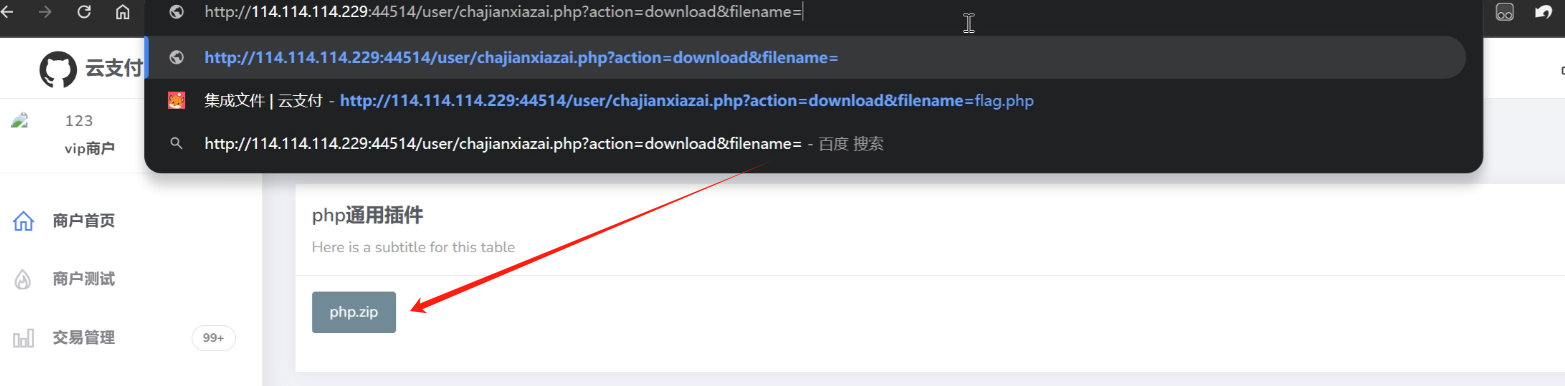 http://114.114.114.229:44514/user/chajianxiazai.php?action=download&filename=
http://114.114.114.229:44514/user/chajianxiazai.php?action=download&filename=
集成文件 | 云支付 - http://114.114.114.229:44514/user/chajianxiazai.php?action=download&filename=flag.php
http://114.114.114.229:44514/user/chajianxiazai.php?action=download&filename= - 百度 搜索
云支付
123
vip商户
商户首页
商户测试
交易管理 99+
php通用插件
Here is a subtitle for this table
php.zip